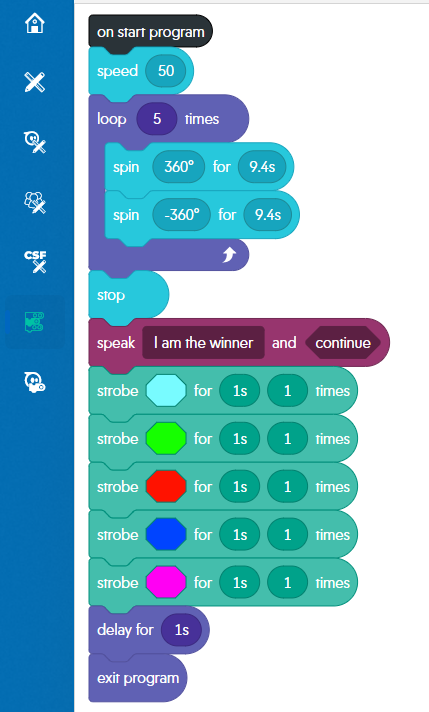 on start program
speed 50
loop 5 times
spin 360° for 9.4s
spin -360° for 9.4s
CSF
stop
speak I am the winner and continue
strobe for 1s 1 times
strobe for 1s 1 times
strobe for 1s 1 times
strobe for 1s 1 times
strobe for 1s 1 times
delay for 1s
exit program